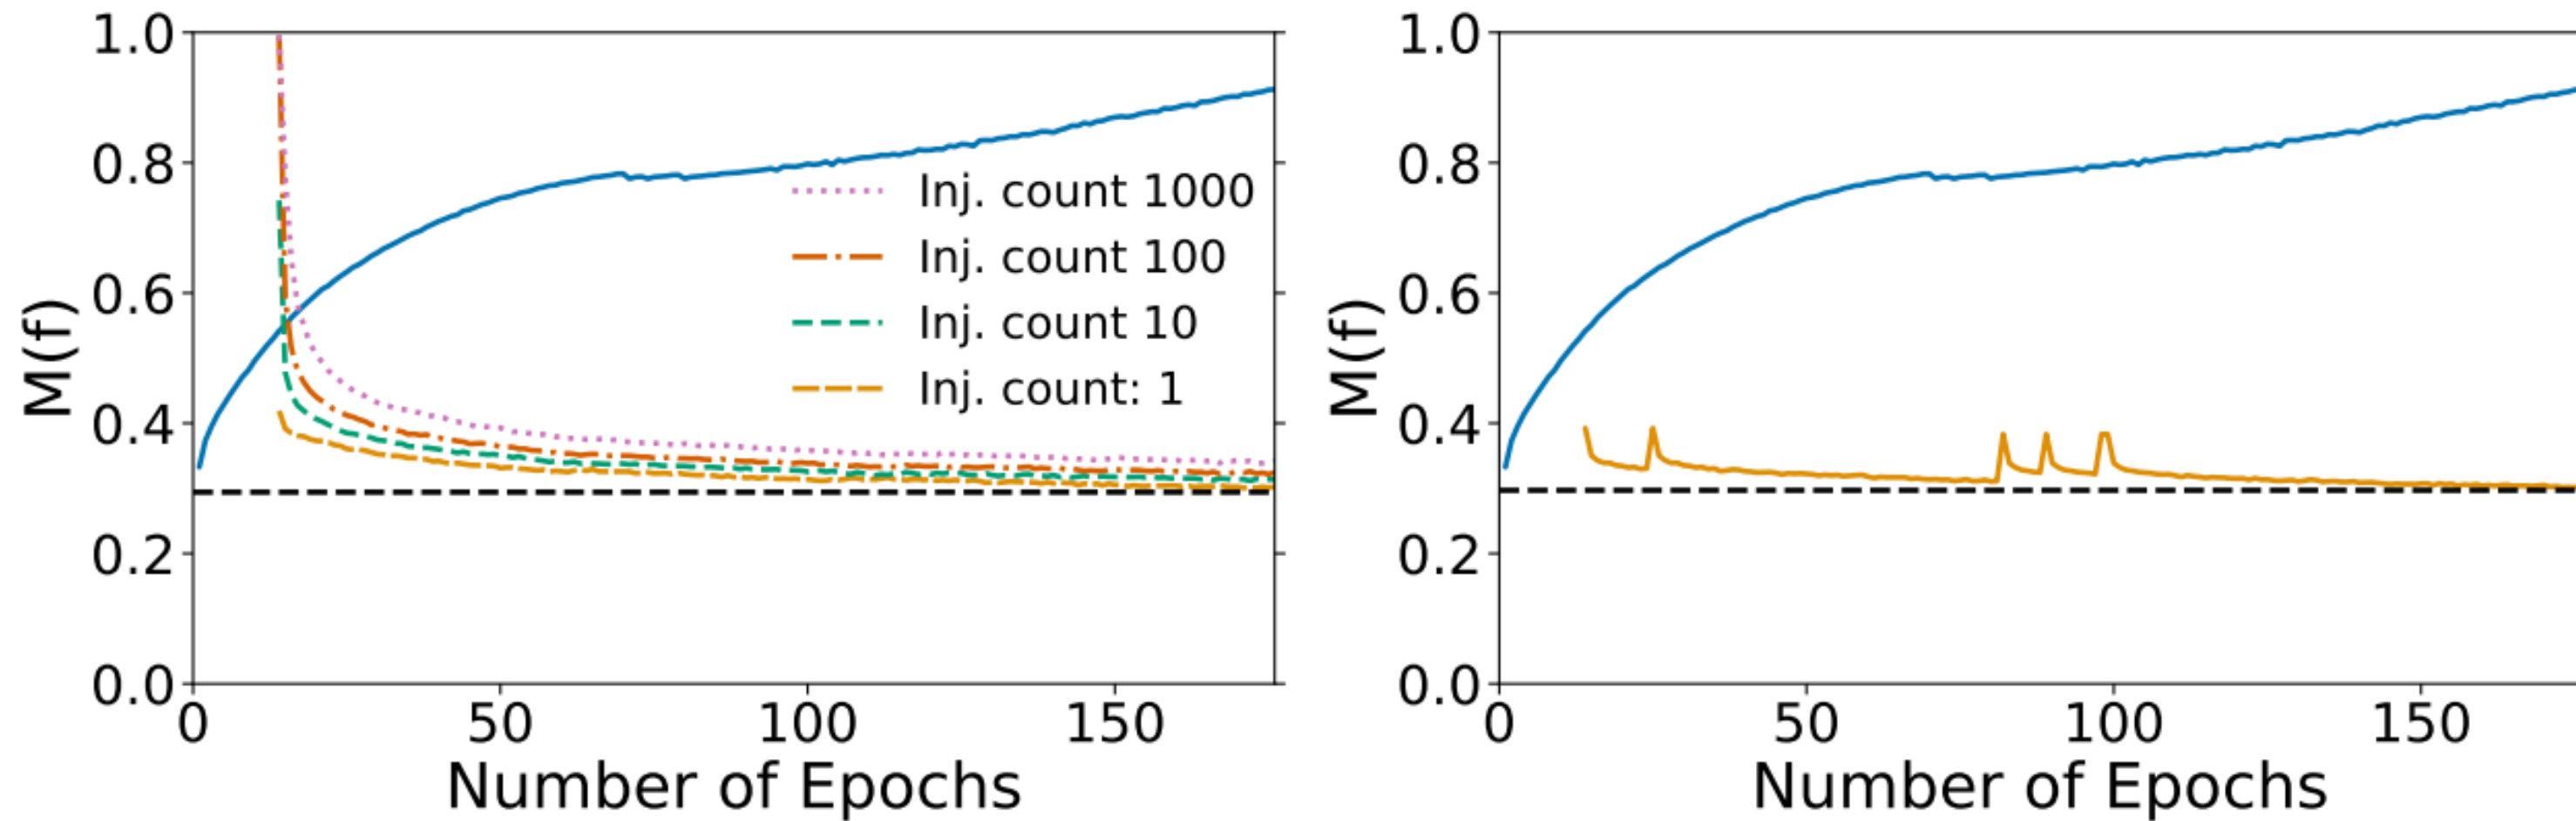 1.0
0.8
0.6
0.4
0.2
0.0
M(f)
Inj. count 1000
Inj. count 100
Inj. count 10
Inj. count: 1
0 50 100 150
Number of Epochs
1.0
0.8
0.6
0.4
0.2
0.0
M(f)
0 50 100 150
Number of Epochs